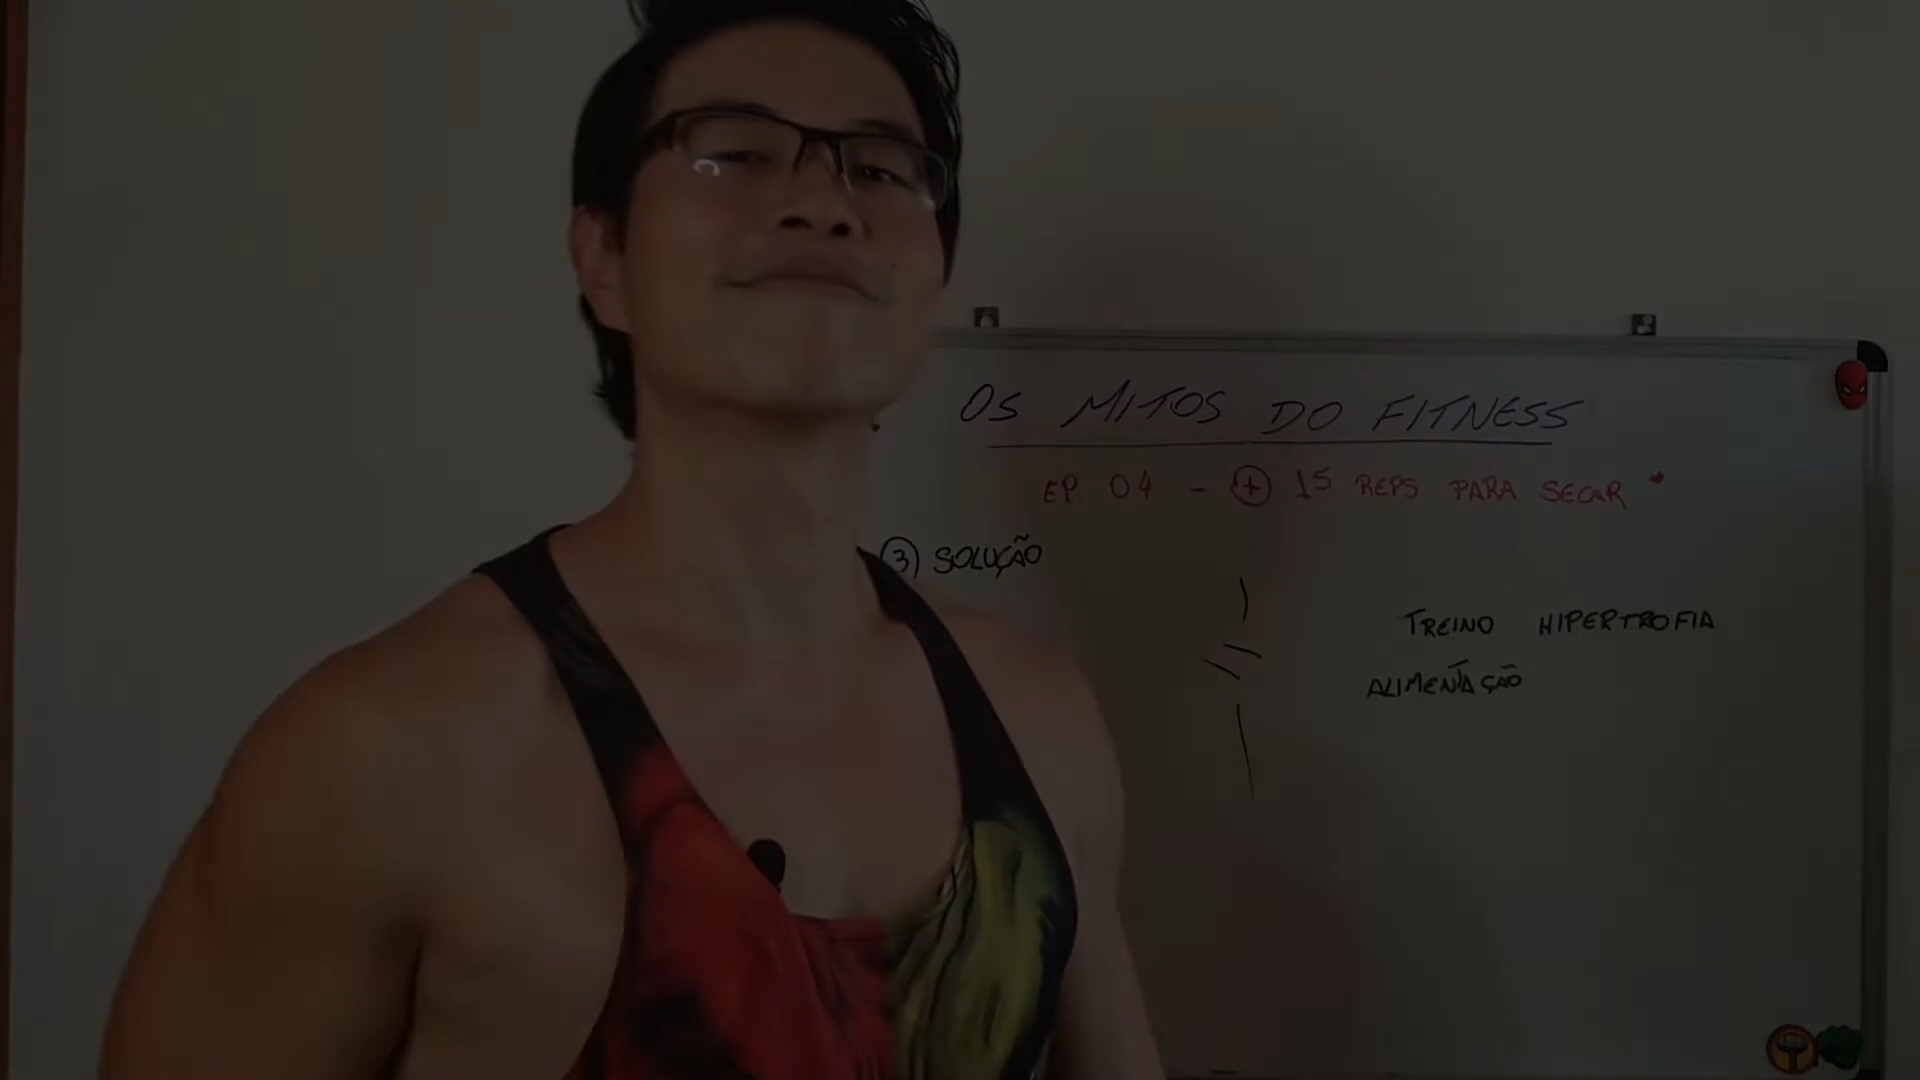 OS MITOS DO FITNESS
EP. 04 - + 15 REPS PARA SECAR *
3 SOLUÇÃO
TREINO HIPERTROFIA
ALIMENTAÇÃO